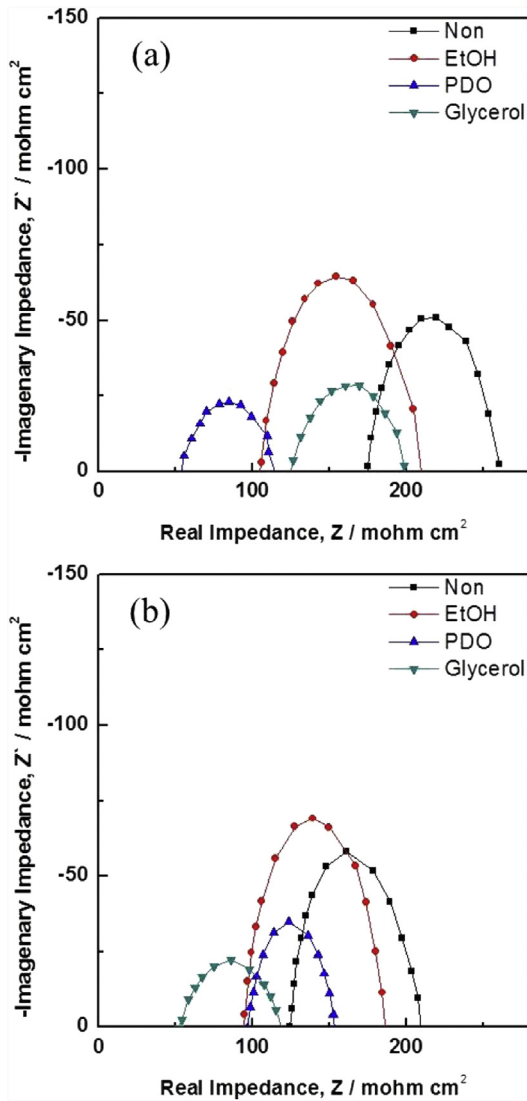 -150
(a)
Non
EtOH
PDO
Glycerol
-100
-50
0
-Imagenary Impedance, Z` / mohm cm2
0 100 200
Real Impedance, Z / mohm cm2
-150
(b)
Non
EtOH
PDO
Glycerol
-100
-50
0
-Imagenary Impedance, Z` / mohm cm2
0 100 200
Real Impedance, Z / mohm cm2